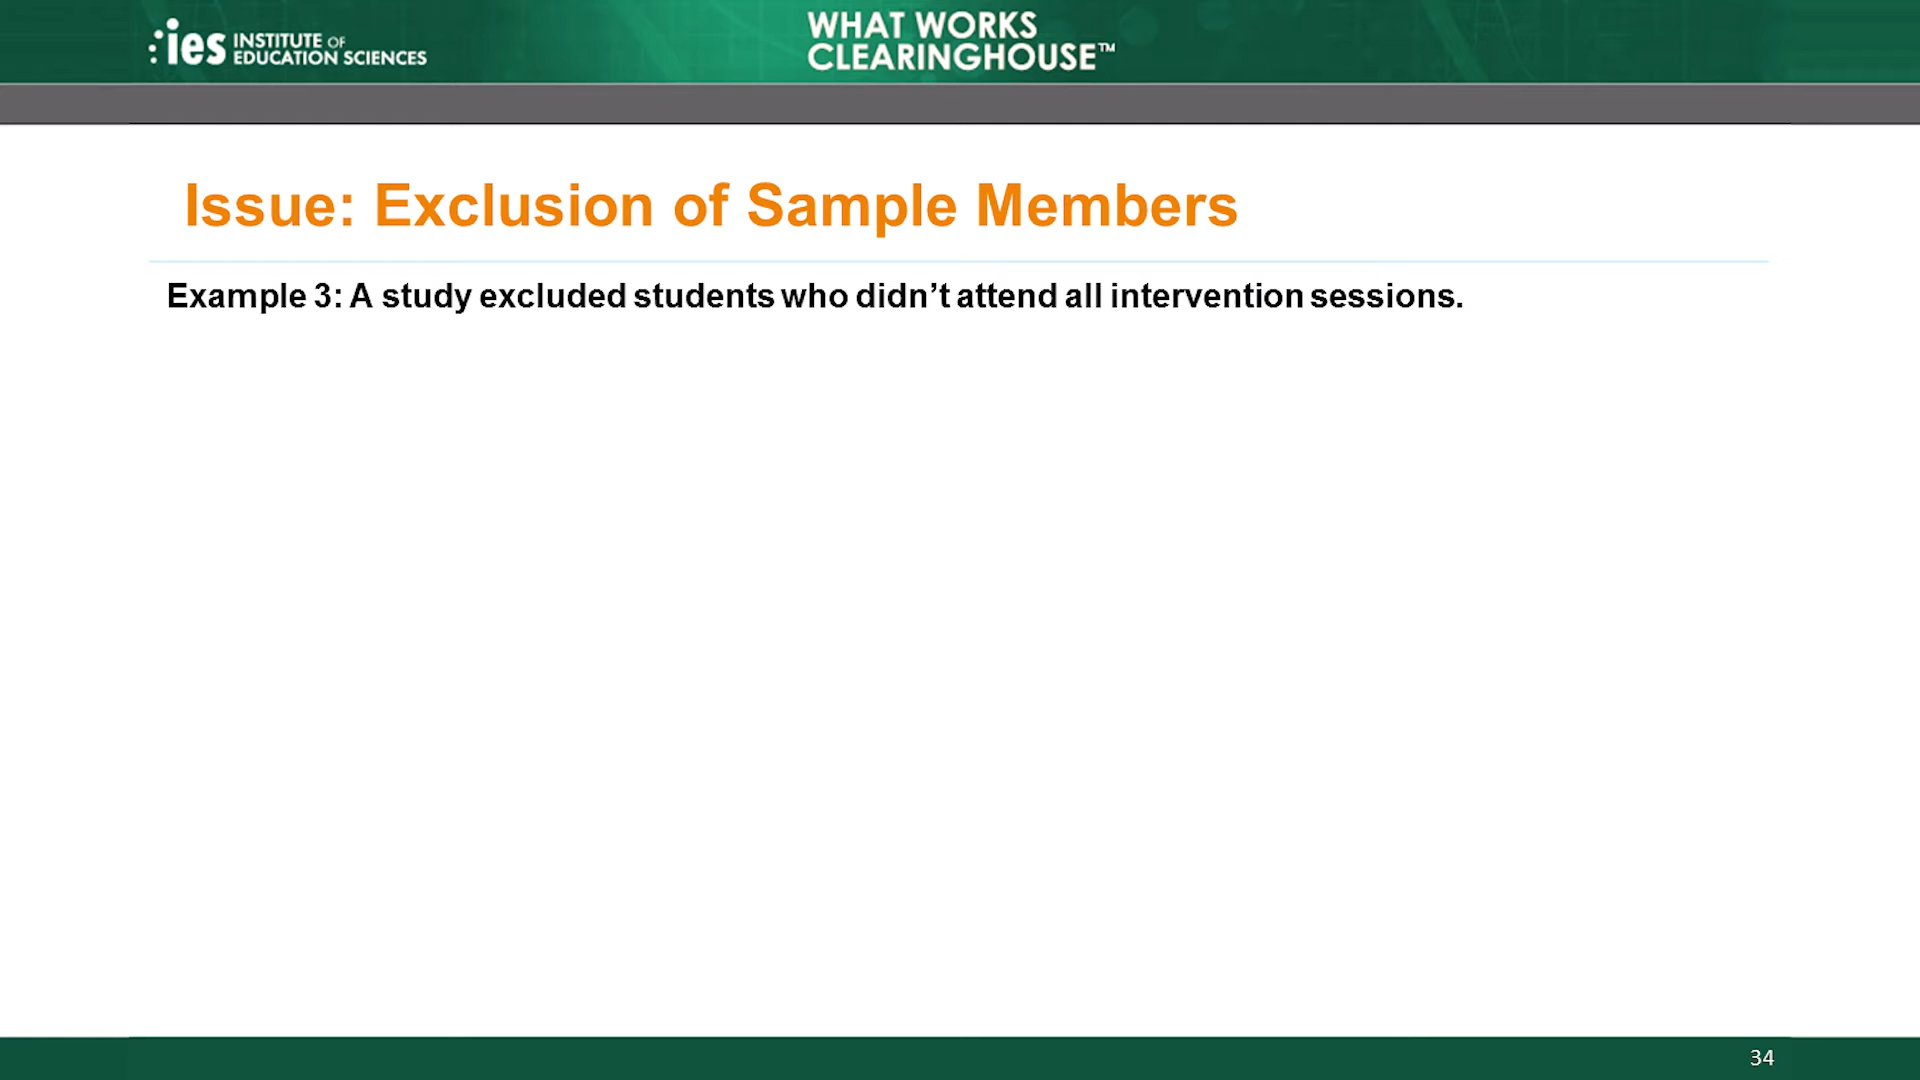 ies INSTITUTE OF
EDUCATION SCIENCES
WHAT WORKS
CLEARINGHOUSE™
Issue: Exclusion of Sample Members
Example 3: A study excluded students who didn’t attend all intervention sessions.
34